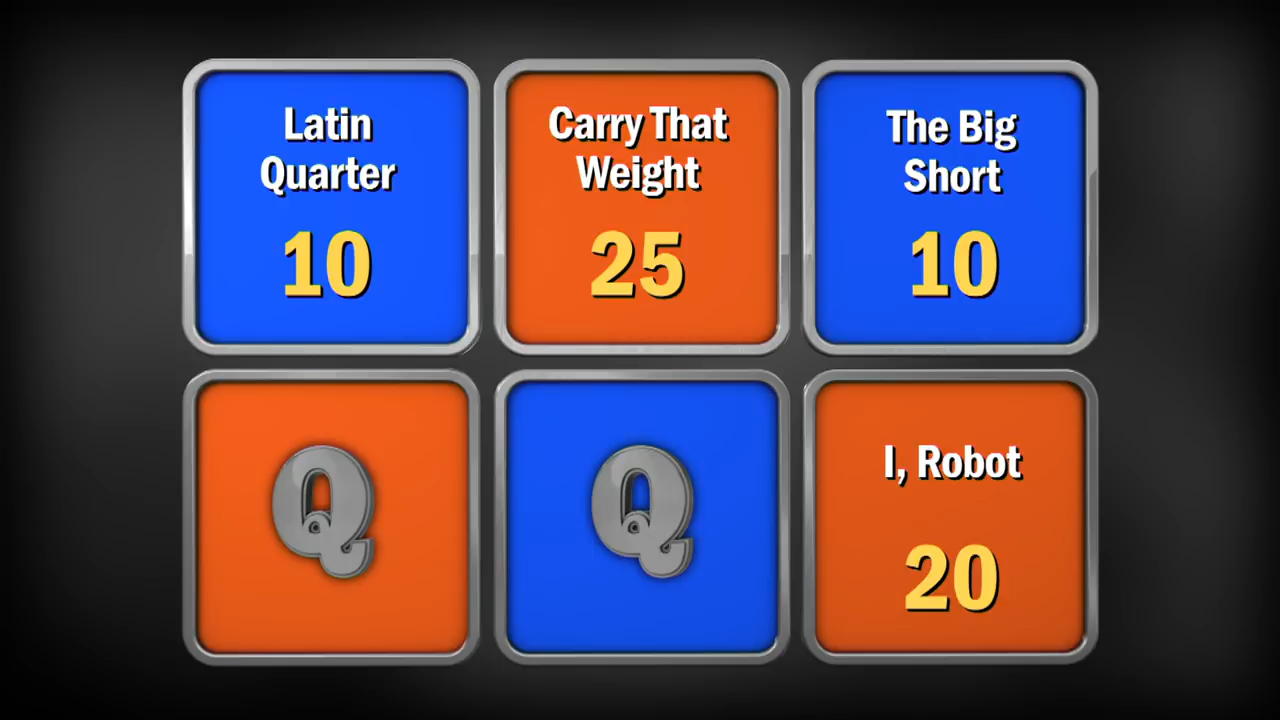 Latin
Quarter
10
Carry That
Weight
25
The Big
Short
10
Q
Q
I, Robot
20